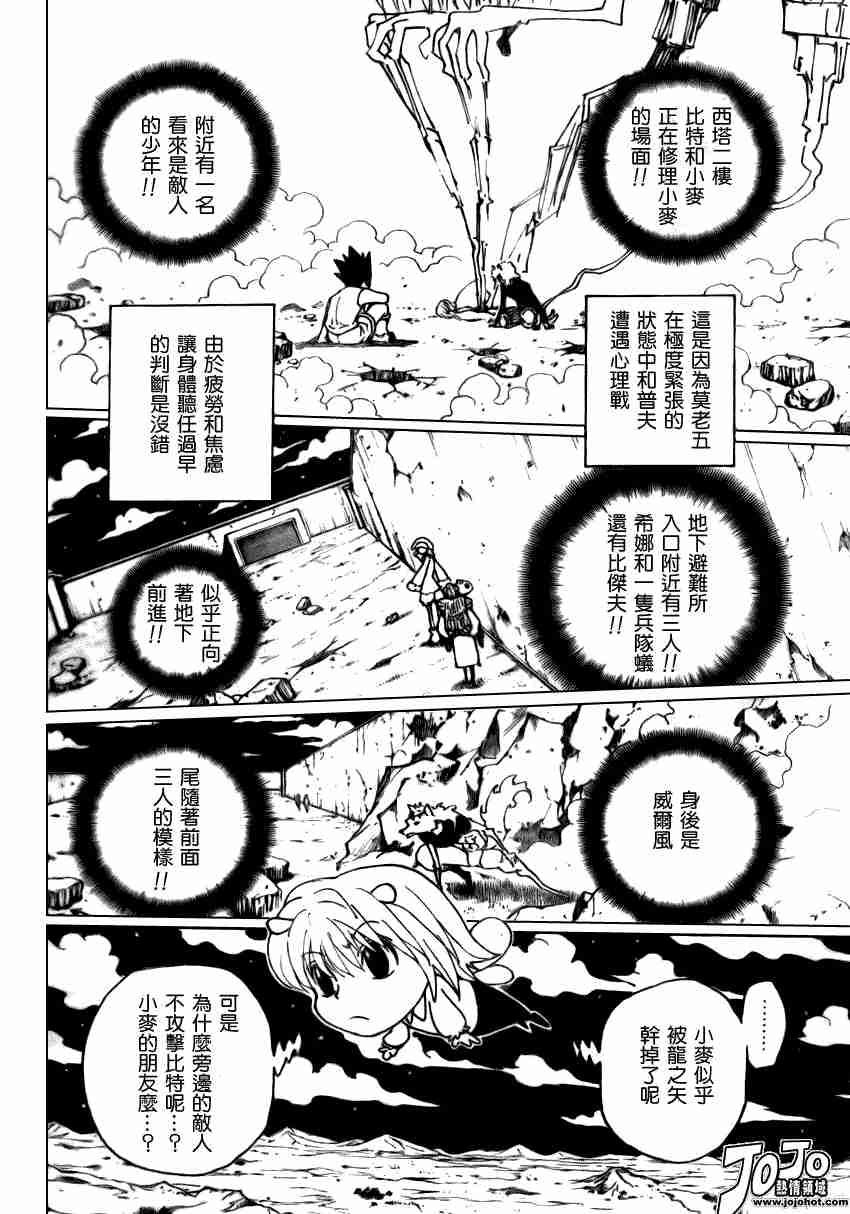 西塔二樓
比特和小麥
正在修理小麥
的場面!!
附近有一名
看來是敵人
的少年!!
這是因為莫老五
在極度緊張的
狀態中和普夫
遭遇心理戰
由於疲勞和焦慮
讓身體聽任過早
的判斷是沒錯
地下避難所
入口附近有三人!!
希娜和一隻兵隊蟻
還有比傑夫!!
似乎正向
著地下
前進!!
身後是
威爾風
尾隨著前面
三人的模樣!!
………
小麥似乎
被龍之矢
幹掉了呢
可是
為什麼旁邊的敵人
不攻擊比特呢…?
小麥的朋友麼…?
JOJO
熱情領域
www.jojohot.com